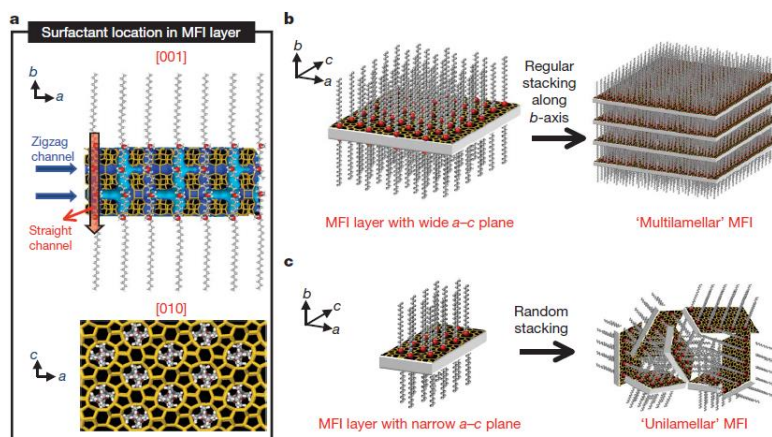 a
Surfactant location in MFI layer
[001]
b
a
Zigzag
channel
Straight
channel
[010]
c
a
b
b
c
a
Regular
stacking
along
b-axis
MFI layer with wide a–c plane
'Multilamellar' MFI
c
b
c
a
Random
stacking
MFI layer with narrow a–c plane
'Unilamellar' MFI